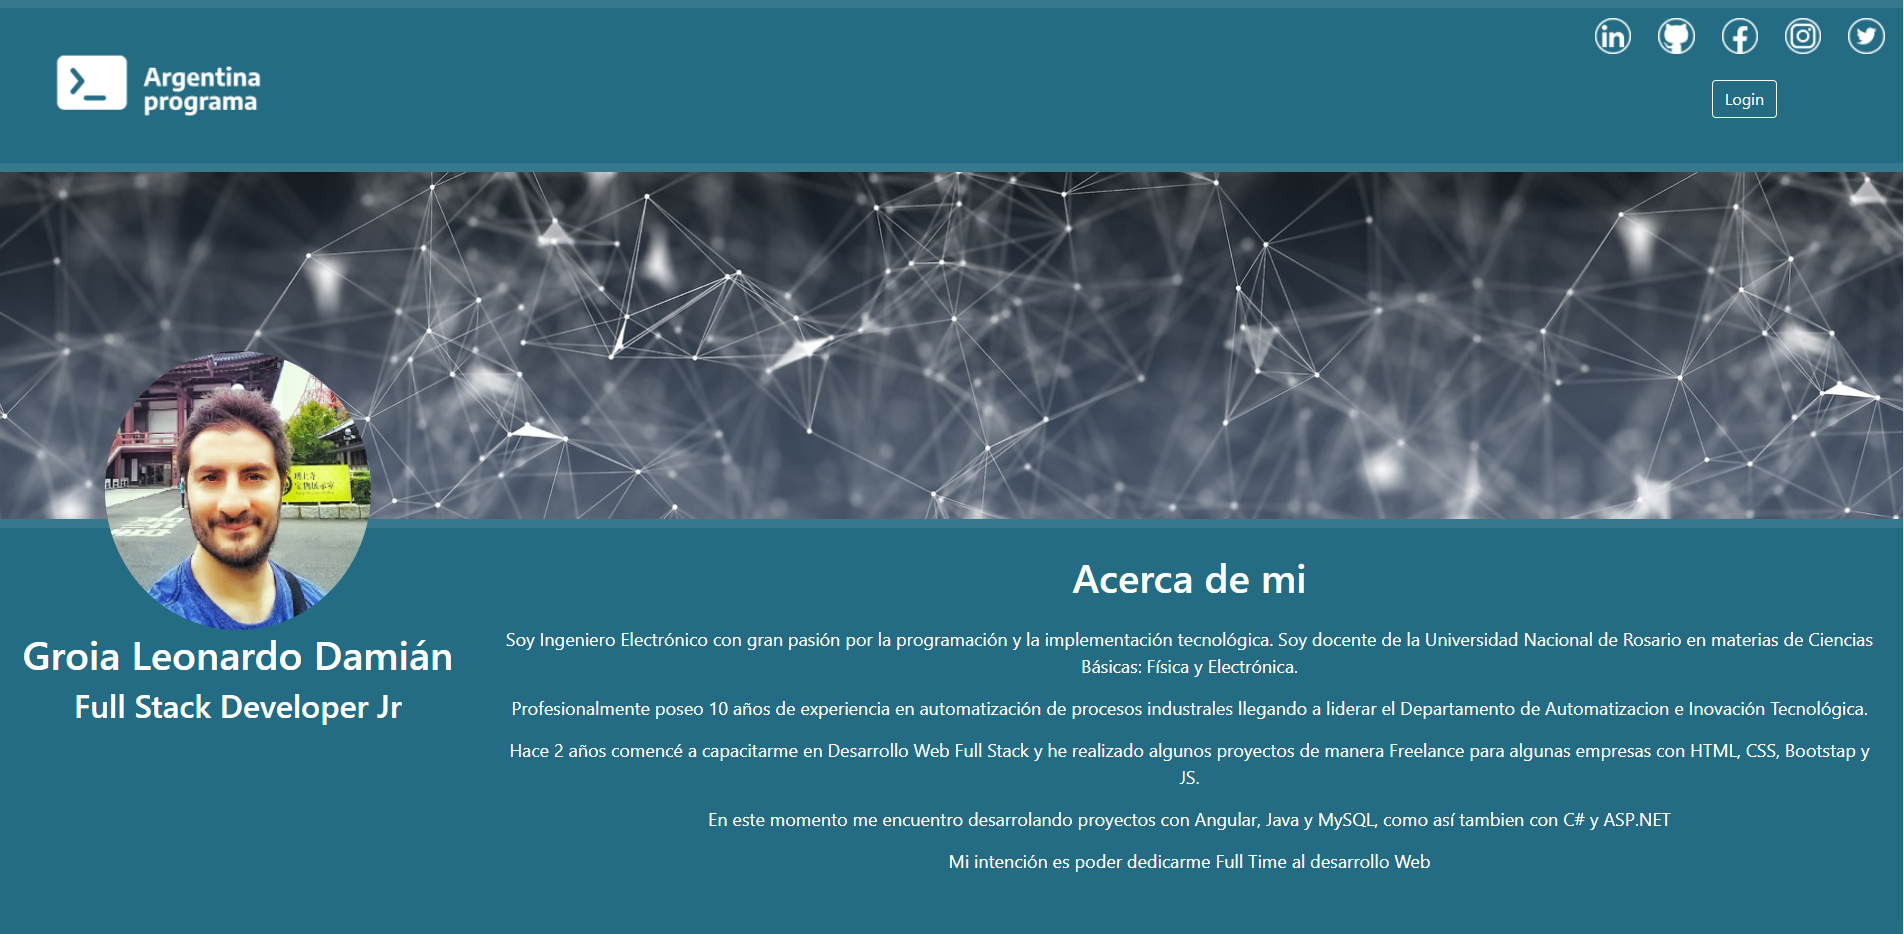 Argentina
programa
Login
Groia Leonardo Damián
Full Stack Developer Jr
Acerca de mi
Soy Ingeniero Electrónico con gran pasión por la programación y la implementación tecnológica. Soy docente de la Universidad Nacional de Rosario en materias de Ciencias
Básicas: Física y Electrónica.
Profesionalmente poseo 10 años de experiencia en automatización de procesos industrales llegando a liderar el Departamento de Automatizacion e Inovación Tecnológica.
Hace 2 años comencé a capacitarme en Desarrollo Web Full Stack y he realizado algunos proyectos de manera Freelance para algunas empresas con HTML, CSS, Bootstap y
JS.
En este momento me encuentro desarrolando proyectos con Angular, Java y MySQL, como así tambien con C# y ASP.NET
Mi intención es poder dedicarme Full Time al desarrollo Web